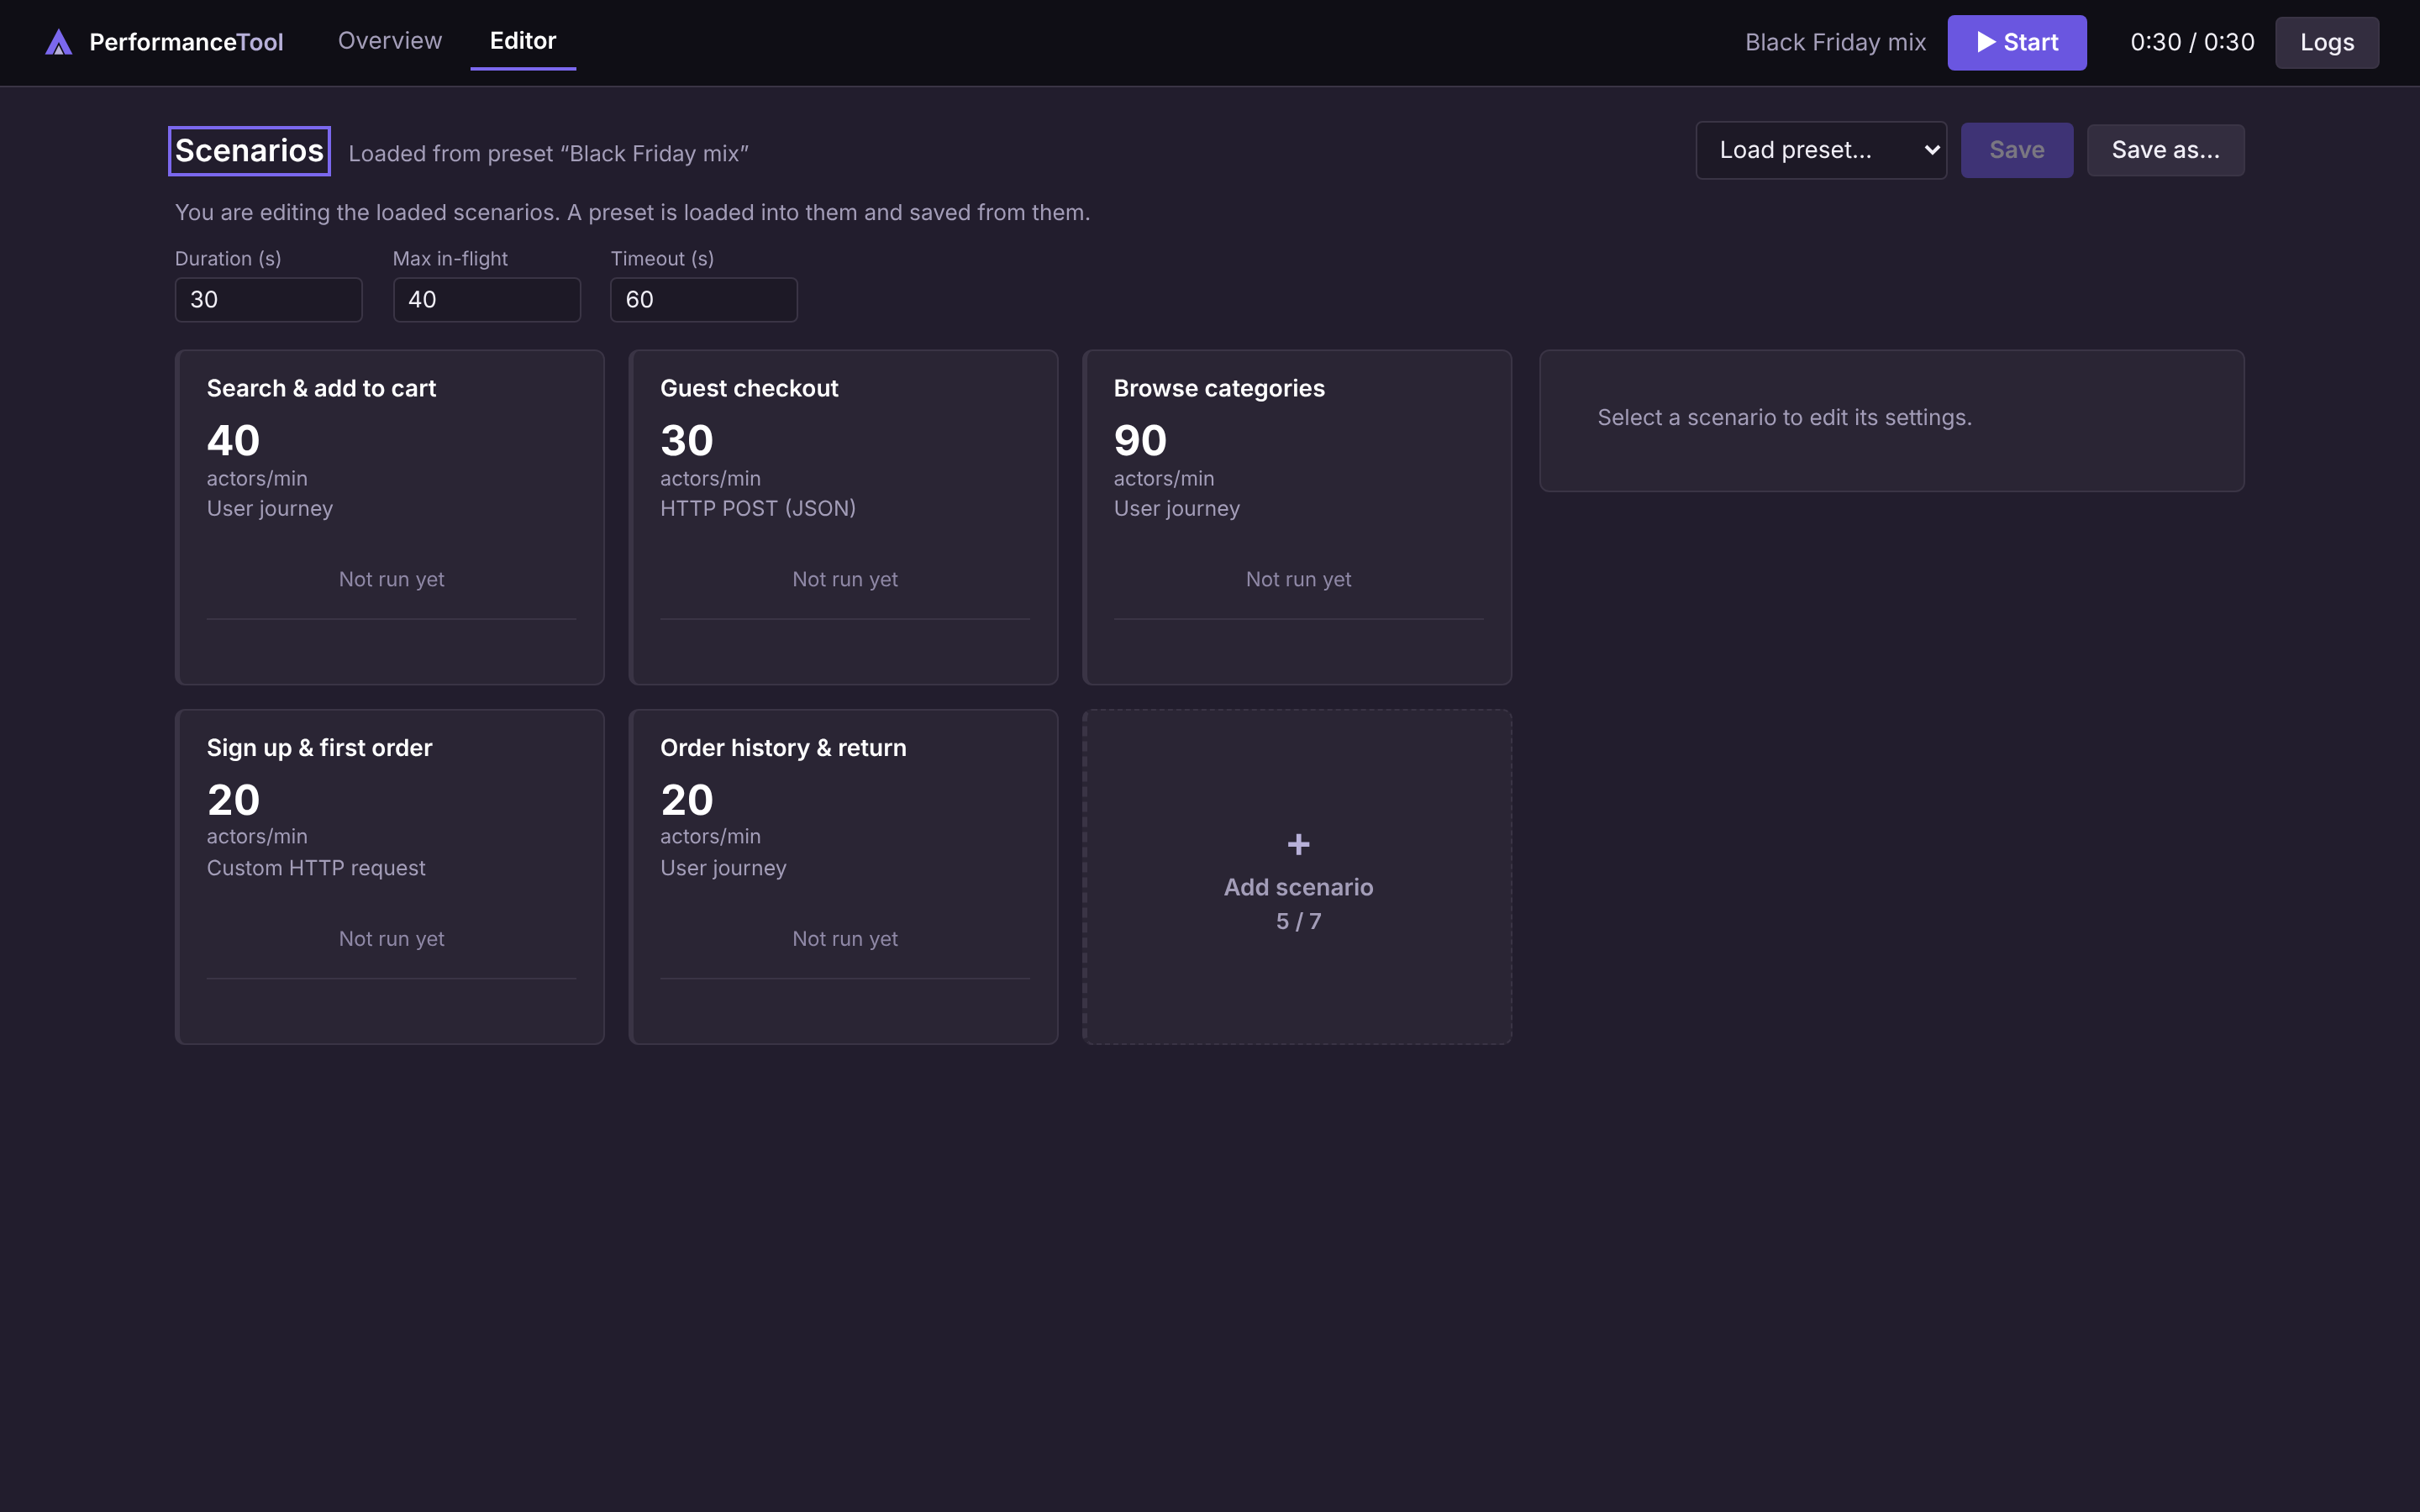 PerformanceTool
Overview
Editor
Black Friday mix
▶ Start
0:30 / 0:30
Logs
Scenarios
Loaded from preset “Black Friday mix”
Load preset...
Save
Save as...
You are editing the loaded scenarios. A preset is loaded into them and saved from them.
Duration (s)
Max in-flight
Timeout (s)
30
40
60
Search & add to cart
40
actors/min
User journey
Not run yet
Guest checkout
30
actors/min
HTTP POST (JSON)
Not run yet
Browse categories
90
actors/min
User journey
Not run yet
Select a scenario to edit its settings.
Sign up & first order
20
actors/min
Custom HTTP request
Not run yet
Order history & return
20
actors/min
User journey
Not run yet
+
Add scenario
5 / 7